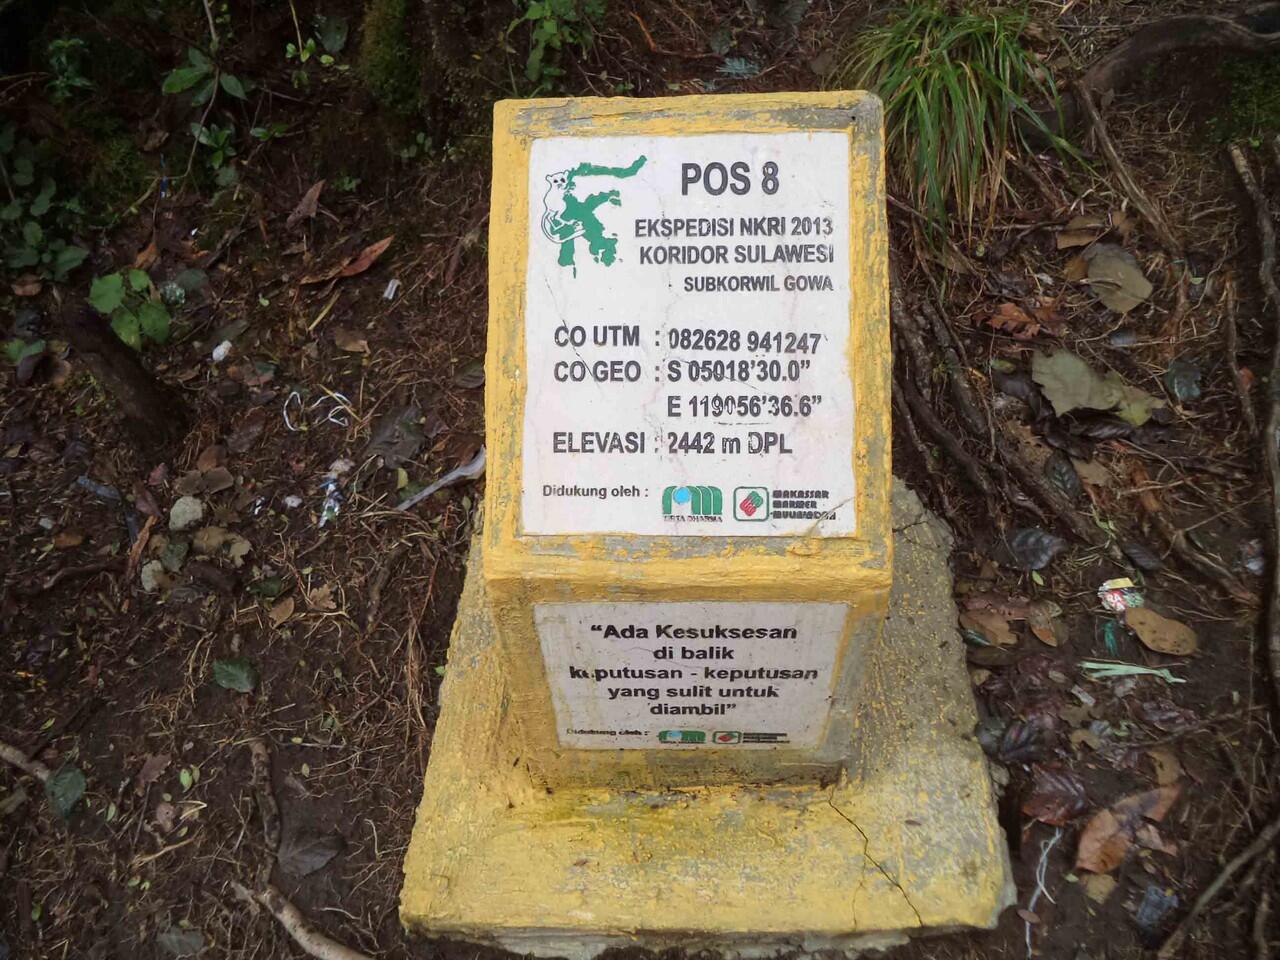 POS 8
EKSPEDISI NKRI 2013
KORIDOR SULAWESI
SUBKORWIL GOWA
CO UTM : 082628 941247
CO GEO : S 05018'30.0"
E 119056'36.6"
ELEVASI : 2442 m DPL
Didukung oleh :
MAKASSAR
MARMER
"Ada Kesuksesan
di balik
keputusan - keputusan
yang sulit untuk
diambil"
Didukung oleh :